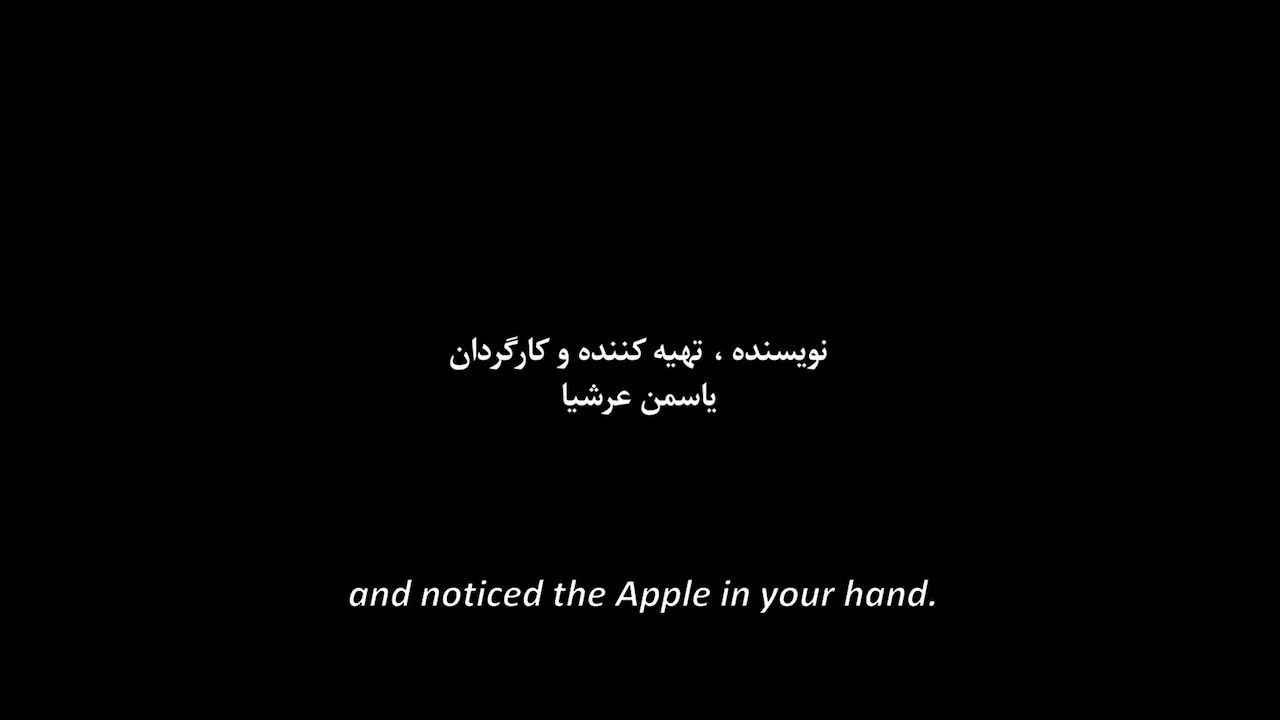 نویسنده ، تهیه کننده و کارگردان
یاسمن عرشیا
and noticed the Apple in your hand.